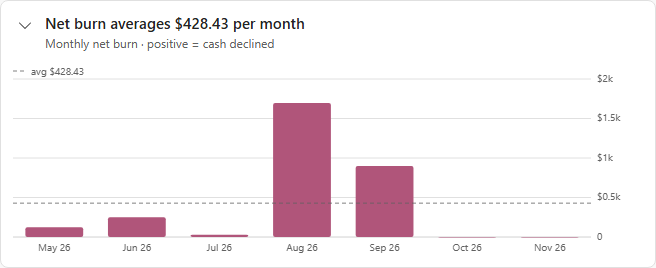 Net burn averages $428.43 per month
Monthly net burn · positive = cash declined
avg $428.43
$2k
$1.5k
$1k
$0.5k
0
May 26 Jun 26 Jul 26 Aug 26 Sep 26 Oct 26 Nov 26